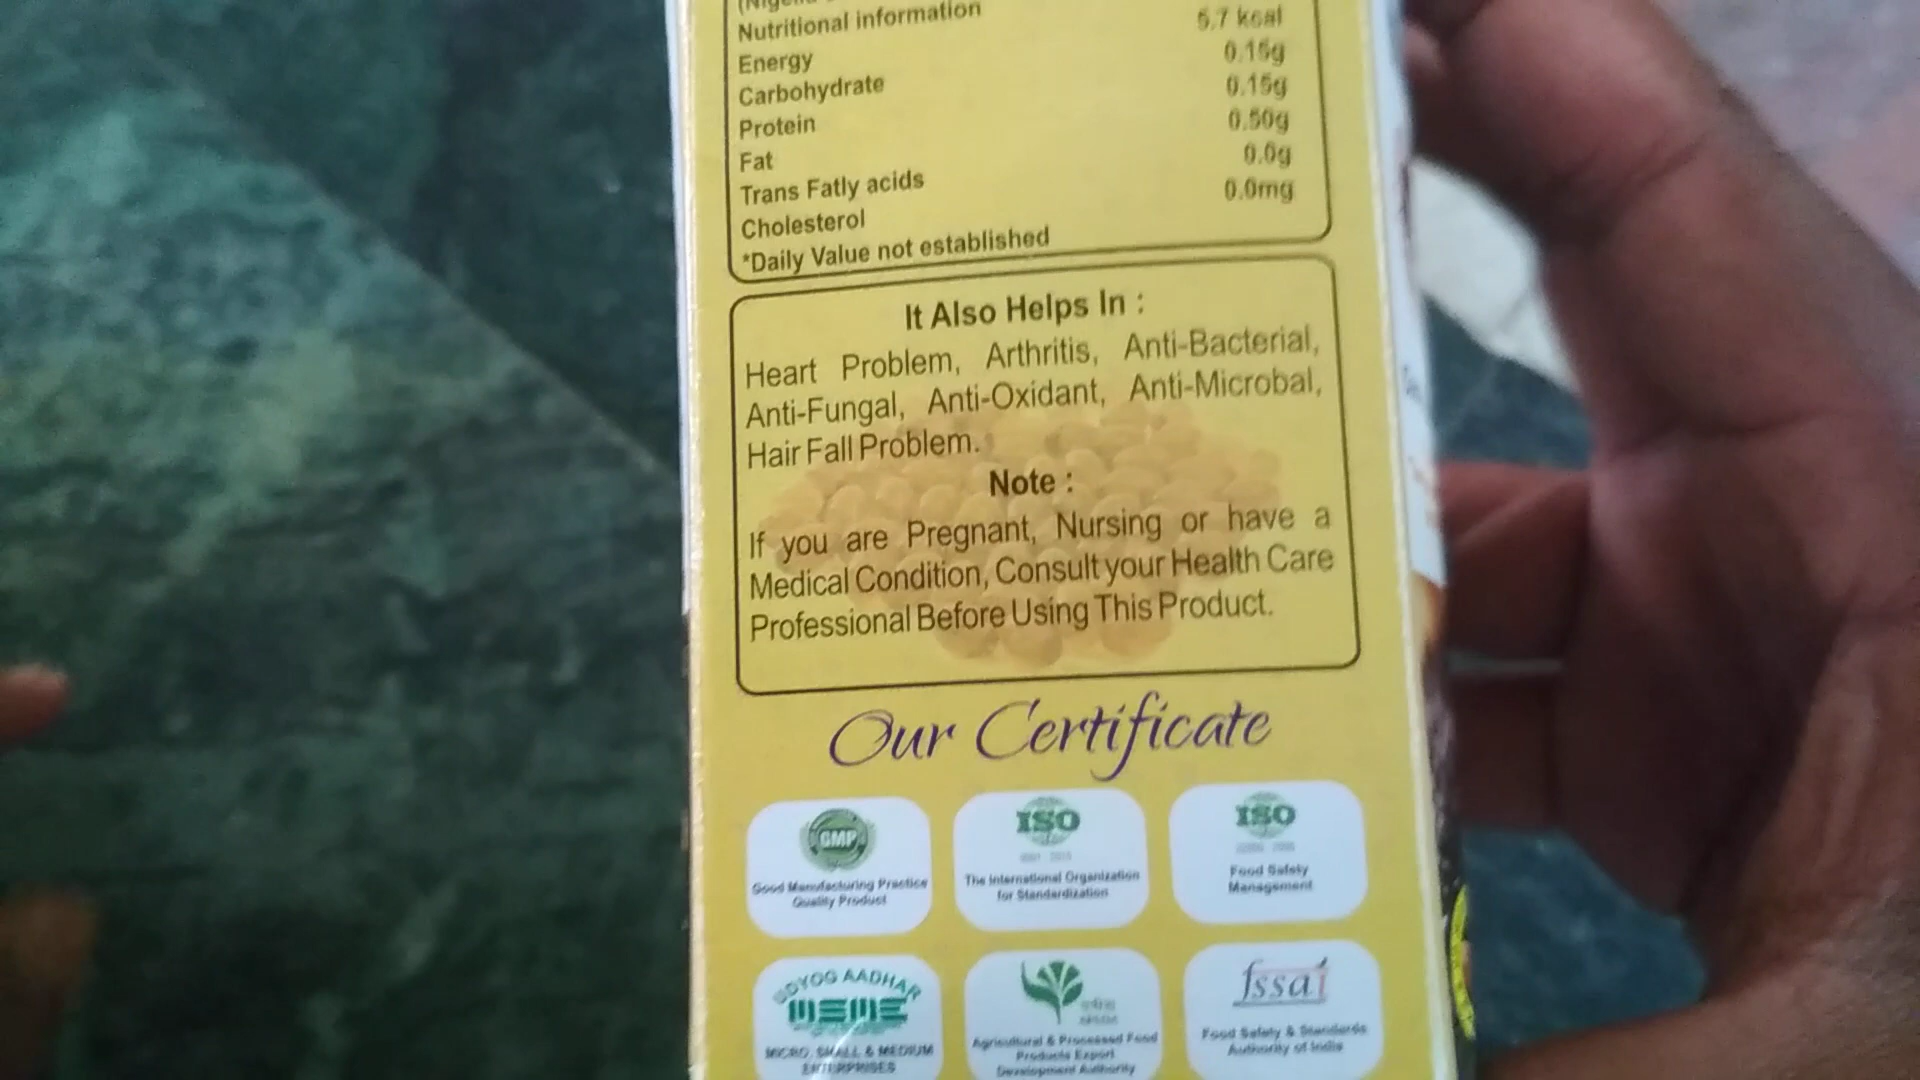 Nutritional information
Energy 5.7 kcal
Carbohydrate 0.15g
Protein 0.15g
Fat 0.50g
Trans Fatly acids 0.0g
Cholesterol 0.0mg
*Daily Value not established
It Also Helps In :
Heart Problem, Arthritis, Anti-Bacterial,
Anti-Fungal, Anti-Oxidant, Anti-Microbal,
Hair Fall Problem.
Note :
If you are Pregnant, Nursing or have a
Medical Condition, Consult your Health Care
Professional Before Using This Product.
Our Certificate
GMP
Good Manufacturing Practice
Quality Product
ISO
The International Organization
for Standardization
ISO
Food Safety
Management
UDYOG AADHAR
MSME
MICRO, SMALL & MEDIUM
ENTERPRISES
Agricultural & Processed Food
Products Export
Development Authority
fssai
Food Safety & Standards
Authority of India